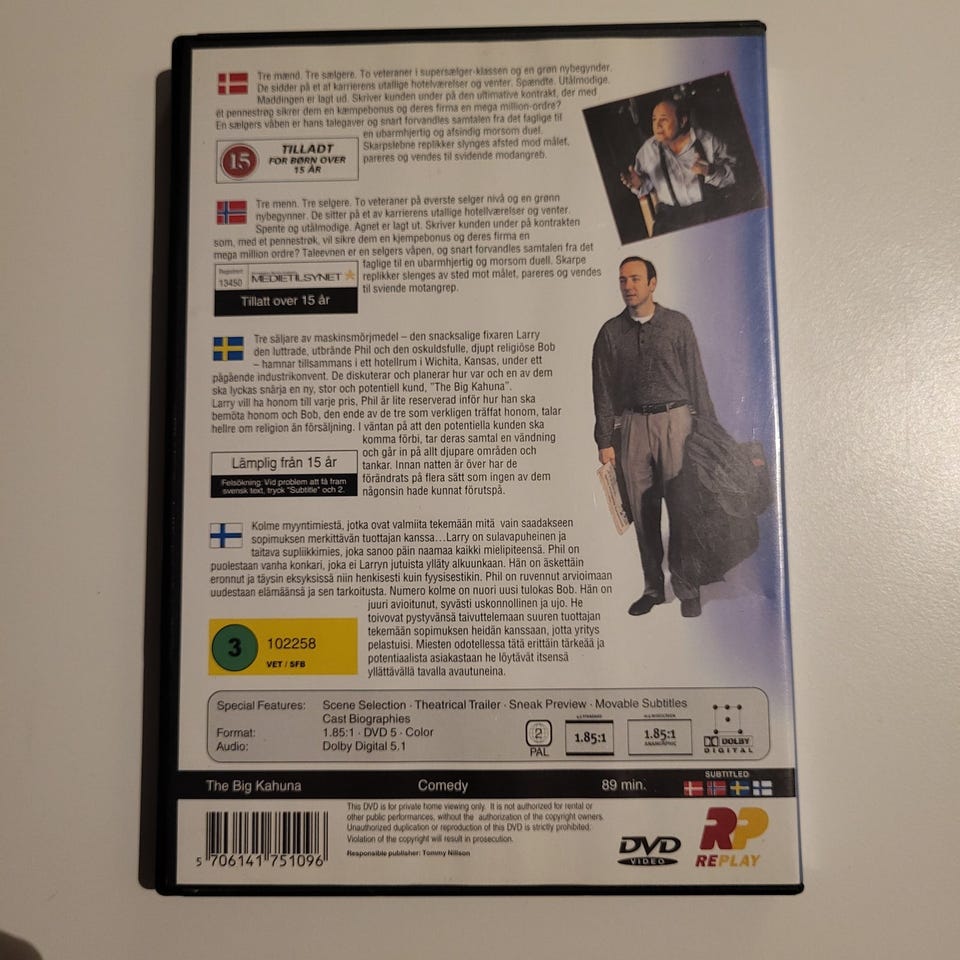 Tre mænd. Tre sælgere. To veteraner i supersælger-klassen og en grøn nybegynder.
De sidder på et af karrierens utallige hotelværelser og venter. Spændte. Utålmodige.
Maddingen er lagt ud. Skriver kunden under på den ultimative kontrakt, der med
ét pennestrøg sikrer dem en kæmpebonus og deres firma en mega million-ordre?
En sælgers våben er hans talegaver og snart forvandles samtalen fra det faglige til
en ubarmhjertig og afsindig morsom duel.
Skarpslebne replikker slynges afsted mod målet,
pareres og vendes til svidende modangreb.
15
TILLADT
FOR BØRN OVER
15 ÅR
Tre menn. Tre selgere. To veteraner på øverste selger nivå og en grønn
nybegynner. De sitter på et av karrierens utallige hotellværelser og venter.
Spente og utålmodige. Agnet er lagt ut. Skriver kunden under på kontrakten
som, med et pennestrøk, vil sikre dem en kjempebonus og deres firma en
mega million ordre? Taleevnen er en selgers våpen, og snart forvandles samtalen fra det
faglige til en ubarmhjertig og morsom duell. Skarpe
replikker slenges av sted mot målet, pareres og vendes
til sviende motangrep.
Registrert
13450
MEDIETILSYNET
Tillatt over 15 år
Tre säljare av maskinsmörjmedel – den snacksalige fixaren Larry
den luttrade, utbrände Phil och den oskuldsfulle, djupt religiöse Bob
– hamnar tillsammans i ett hotellrum i Wichita, Kansas, under ett
pågående industrikonvent. De diskuterar och planerar hur var och en av dem
ska lyckas snärja en ny, stor och potentiell kund, "The Big Kahuna".
Larry vill ha honom till varje pris, Phil är lite reserverad inför hur han ska
bemöta honom och Bob, den ende av de tre som verkligen träffat honom, talar
hellre om religion än försäljning. I väntan på att den potentiella kunden ska
komma förbi, tar deras samtal en vändning
och går in på allt djupare områden och
tankar. Innan natten är över har de
förändrats på flera sätt som ingen av dem
någonsin hade kunnat förutspå.
Lämplig från 15 år
Felsökning: Vid problem att få fram
svensk text, tryck "Subtitle" och 2.
Kolme myyntimiestä, jotka ovat valmiita tekemään mitä vain saadakseen
sopimuksen merkittävän tuottajan kanssa...Larry on sulavapuheinen ja
taitava supliikkimies, joka sanoo päin naamaa kaikki mielipiteensä. Phil on
puolestaan vanha konkari, joka ei Larryn jutuista ylläty alkuunkaan. Hän on äskettäin
eronnut ja täysin eksyksissä niin henkisesti kuin fyysisestikin. Phil on ruvennut arvioimaan
uudestaan elämäänsä ja sen tarkoitusta. Numero kolme on nuori uusi tulokas Bob. Hän on
juuri avioitunut, syvästi uskonnollinen ja ujo. He
toivovat pystyvänsä taivuttelemaan suuren tuottajan
tekemään sopimuksen heidän kanssaan, jotta yritys
pelastuisi. Miesten odotellessa tätä erittäin tärkeää ja
potentiaalista asiakastaan he löytävät itsensä
yllättävällä tavalla avautuneina.
3
102258
VET / SFB
Special Features: Scene Selection · Theatrical Trailer · Sneak Preview · Movable Subtitles
Cast Biographies
Format: 1.85:1 · DVD 5 · Color
Audio: Dolby Digital 5.1
2
PAL
1.85:1
1.85:1
ANAMORPHIC
DOLBY
DIGITAL
The Big Kahuna Comedy 89 min.
SUBTITLED
5 706141 751096
This DVD is for private home viewing only. It is not authorized for rental or
other public performances, without the authorization of the copyright owners.
Unauthorized duplication or reproduction of this DVD is strictly prohibited.
Violation of the copyright will result in prosecution.
Responsible publisher: Tommy Nillson
DVD
VIDEO
RP
REPLAY